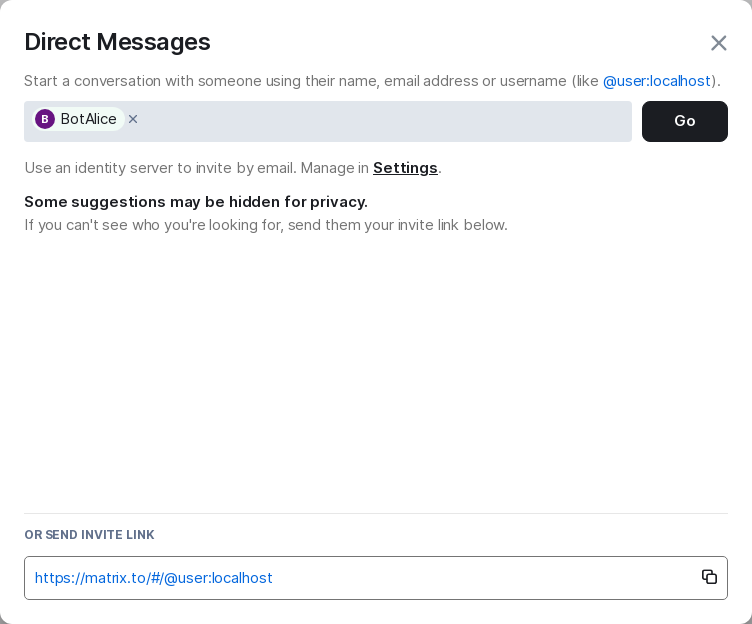 Direct Messages
Start a conversation with someone using their name, email address or username (like @user:localhost).
B BotAlice
Go
Use an identity server to invite by email. Manage in Settings.
Some suggestions may be hidden for privacy.
If you can't see who you're looking for, send them your invite link below.
OR SEND INVITE LINK
https://matrix.to/#/@user:localhost